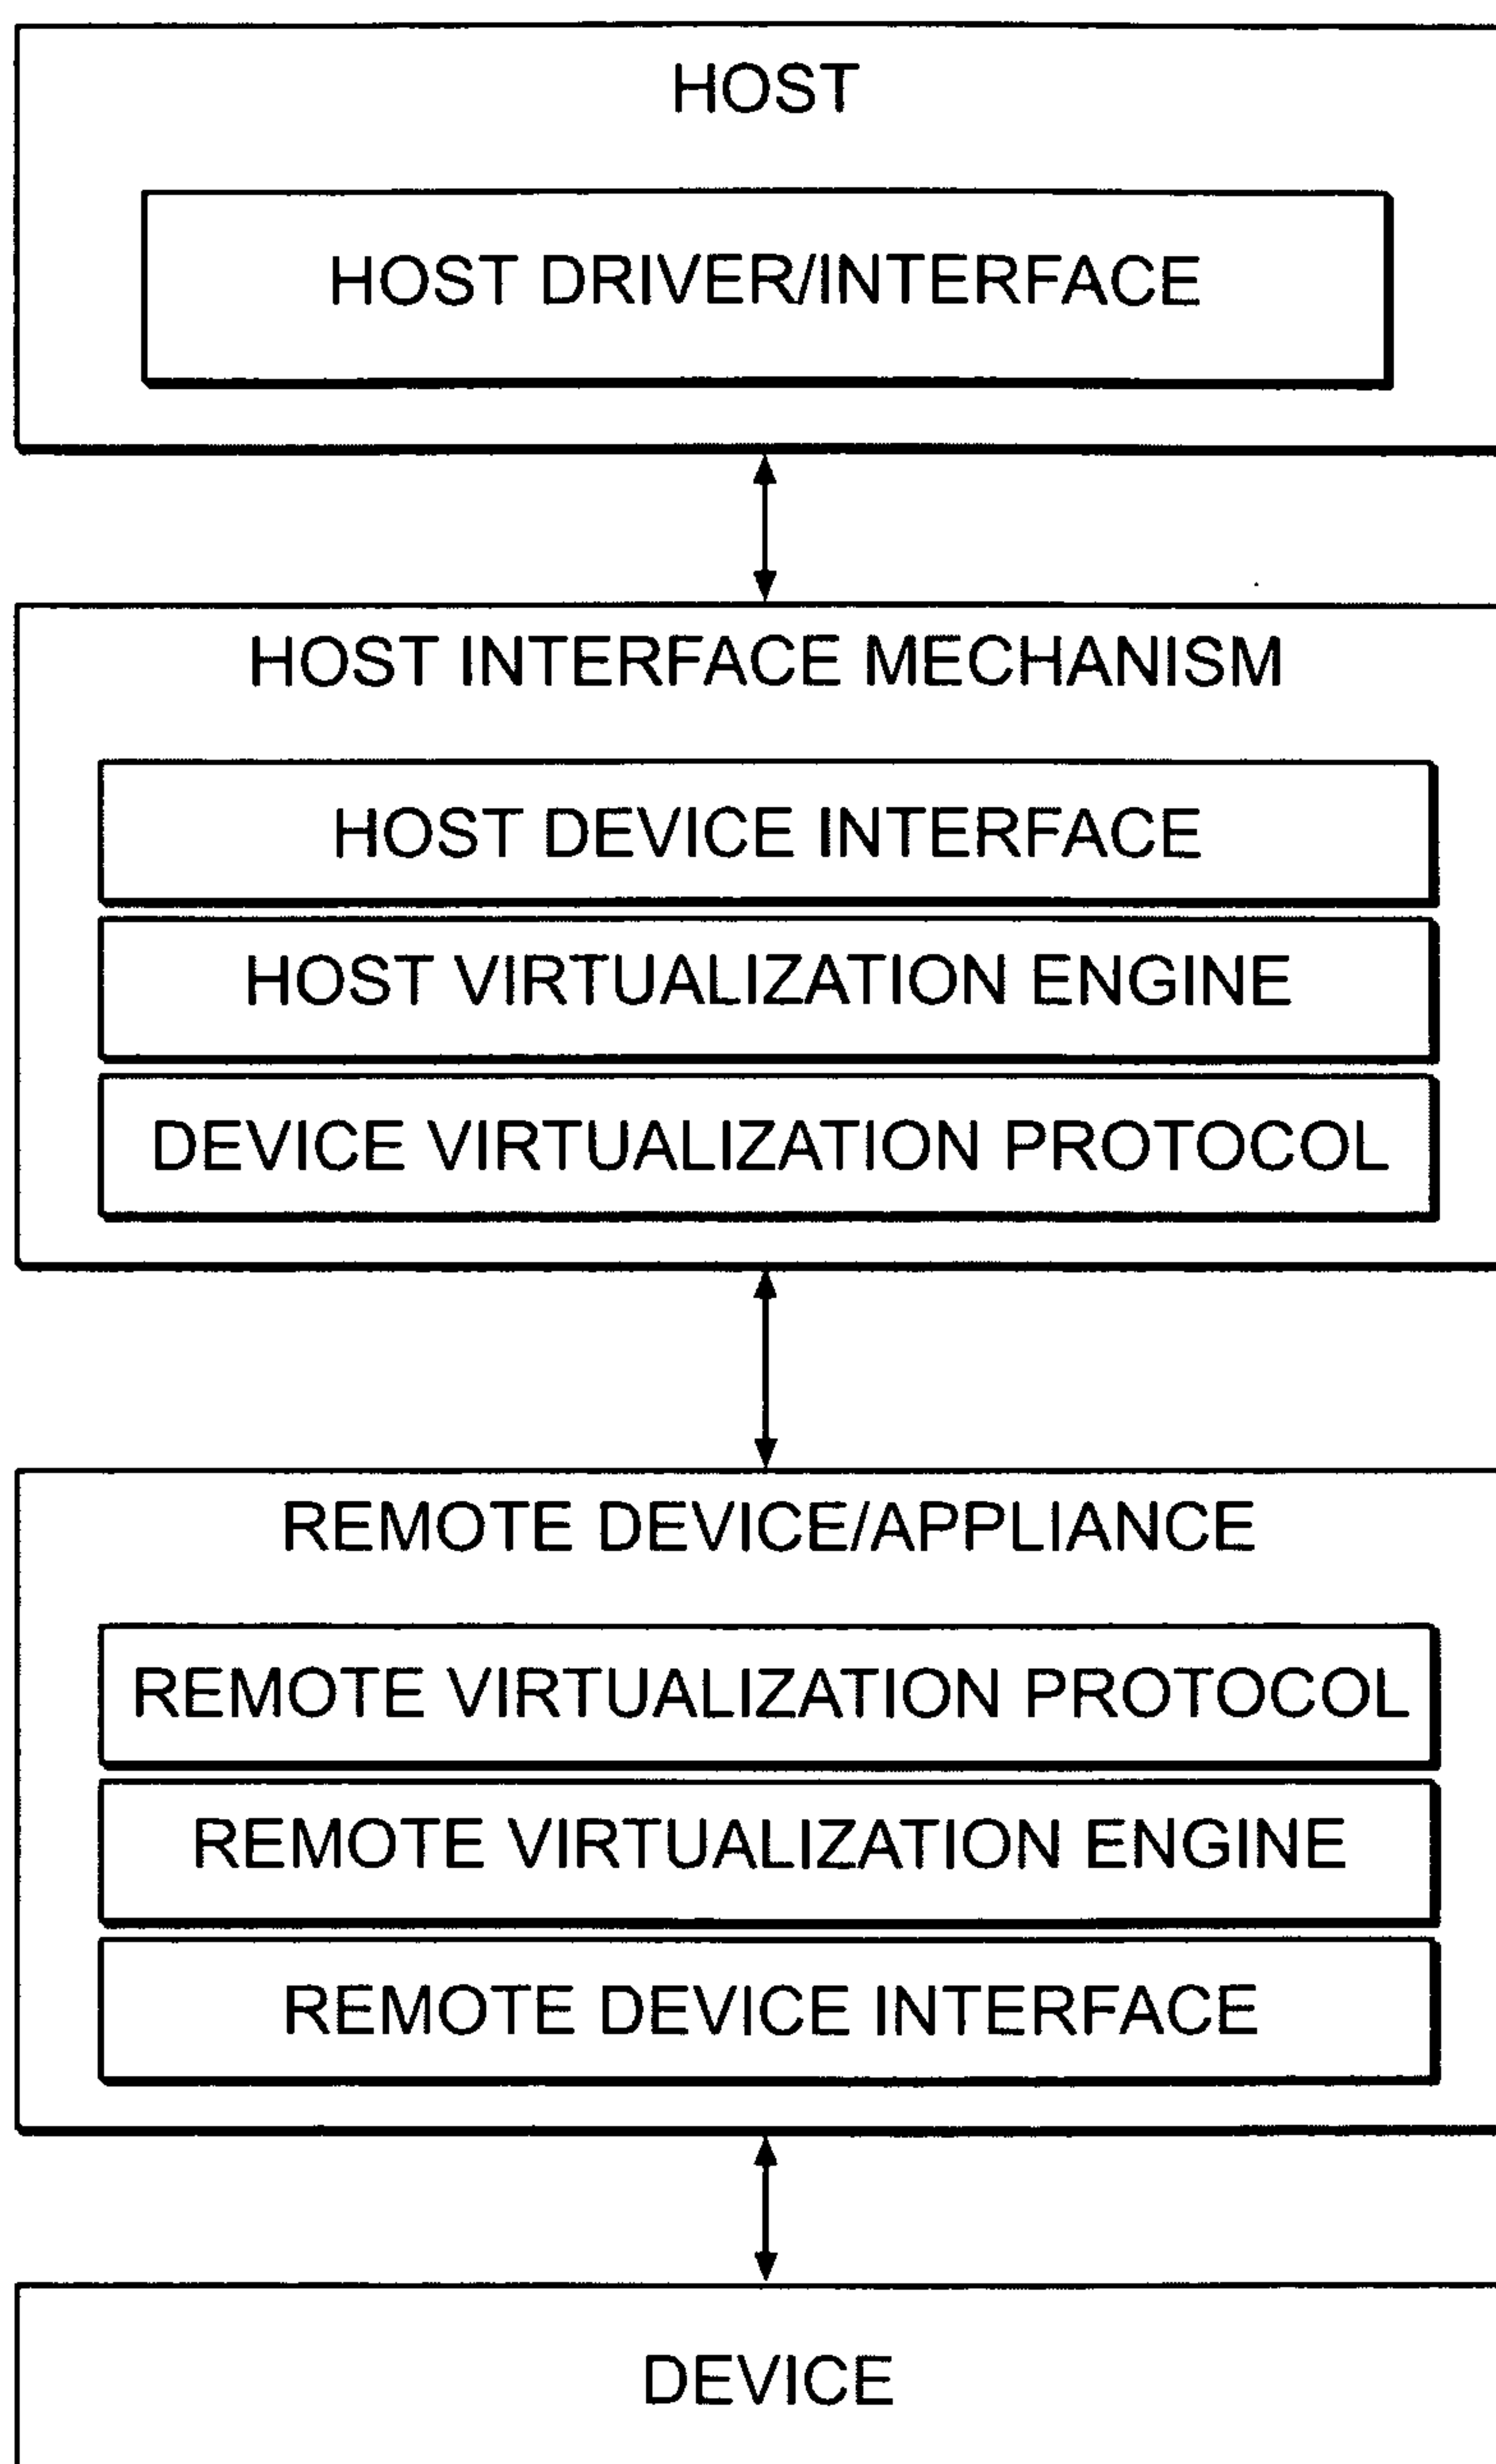 HOST
HOST DRIVER/INTERFACE
HOST INTERFACE MECHANISM
HOST DEVICE INTERFACE
HOST VIRTUALIZATION ENGINE
DEVICE VIRTUALIZATION PROTOCOL
REMOTE DEVICE/APPLIANCE
REMOTE VIRTUALIZATION PROTOCOL
REMOTE VIRTUALIZATION ENGINE
REMOTE DEVICE INTERFACE
DEVICE